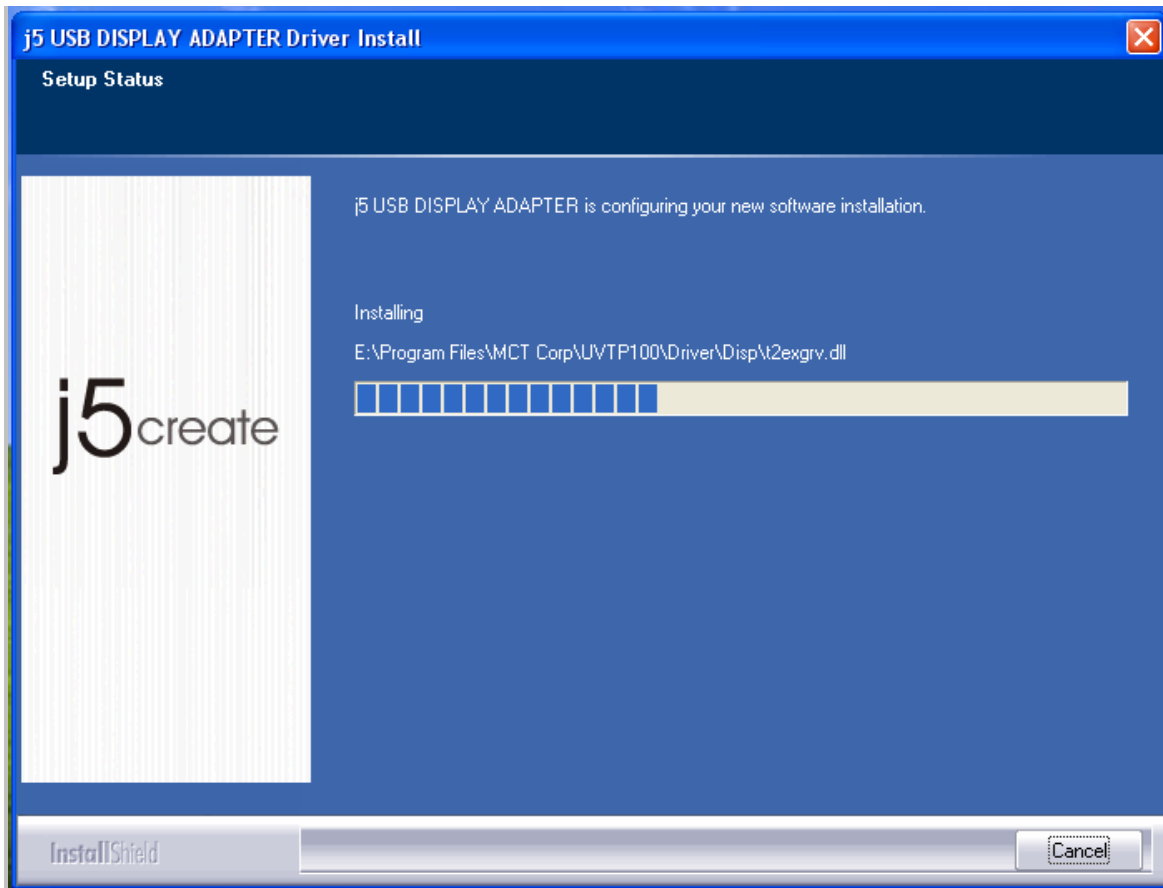 j5 USB DISPLAY ADAPTER Driver Install
Setup Status
j5 USB DISPLAY ADAPTER is configuring your new software installation.
Installing
E:\Program Files\MCT Corp\UVTP100\Driver\Disp\t2exgrv.dll
j5create
InstallShield
Cancel